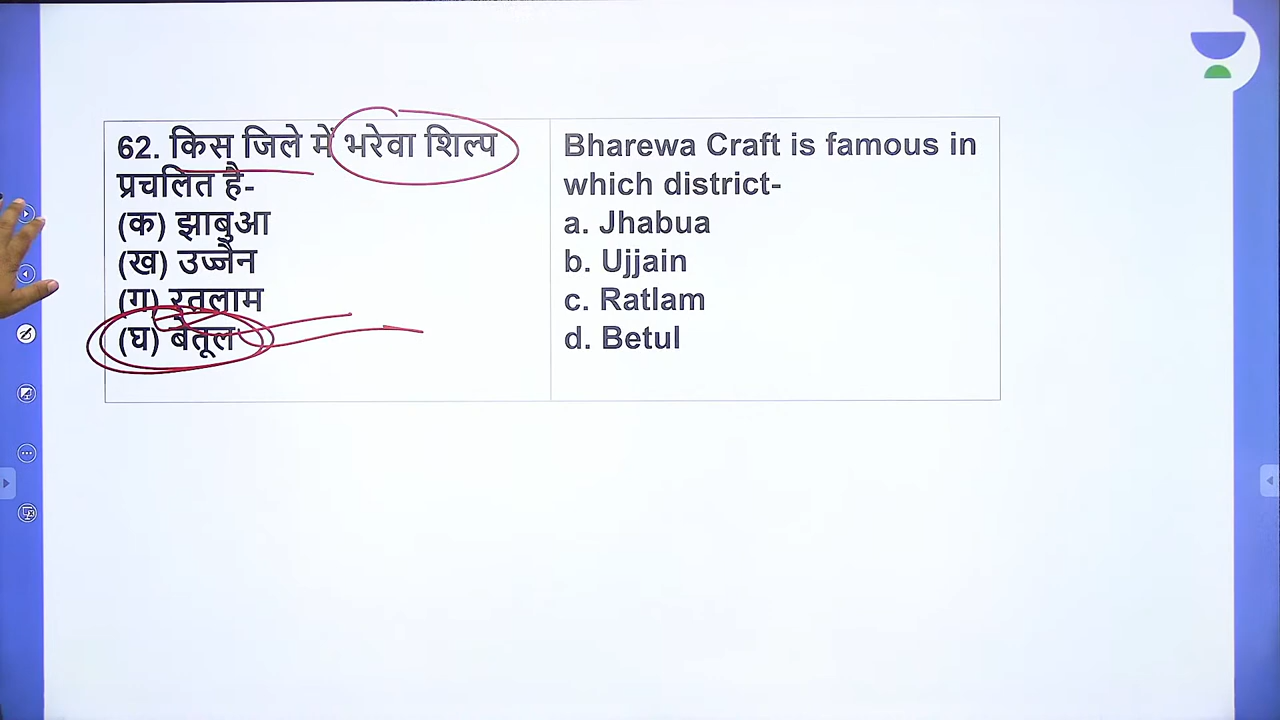 62. किस जिले में भरेवा शिल्प
प्रचलित है-
(क) झाबुआ
(ख) उज्जैन
(ग) रतलाम
(घ) बैतूल
Bharewa Craft is famous in
which district-
a. Jhabua
b. Ujjain
c. Ratlam
d. Betul